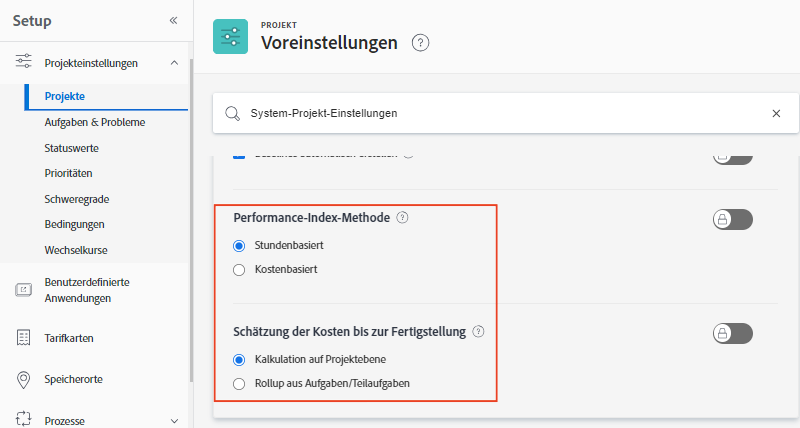 Setup
Projekteinstellungen
Projekte
Aufgaben & Probleme
Statuswerte
Prioritäten
Schweregrade
Bedingungen
Wechselkurse
Benutzerdefinierte
Anwendungen
Tarifkarten
Speicherorte
Prozesse
PROJEKT
Voreinstellungen
System-Projekt-Einstellungen
Performance-Index-Methode
Stundenbasiert
Kostenbasiert
Schätzung der Kosten bis zur Fertigstellung
Kalkulation auf Projektebene
Rollup aus Aufgaben/Teilaufgaben